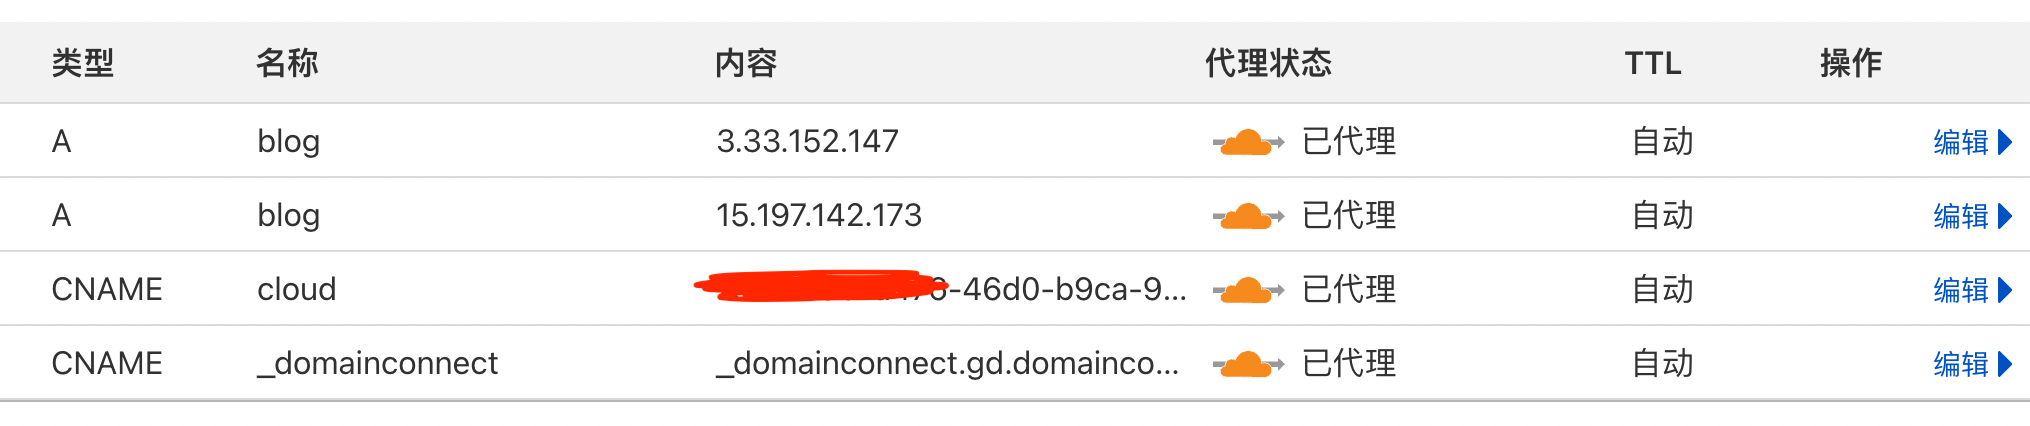 类型 名称 内容 代理状态 TTL 操作
A blog 3.33.152.147 已代理 自动 编辑
A blog 15.197.142.173 已代理 自动 编辑
CNAME cloud 6-46d0-b9ca-9... 已代理 自动 编辑
CNAME _domainconnect _domainconnect.gd.domainco... 已代理 自动 编辑